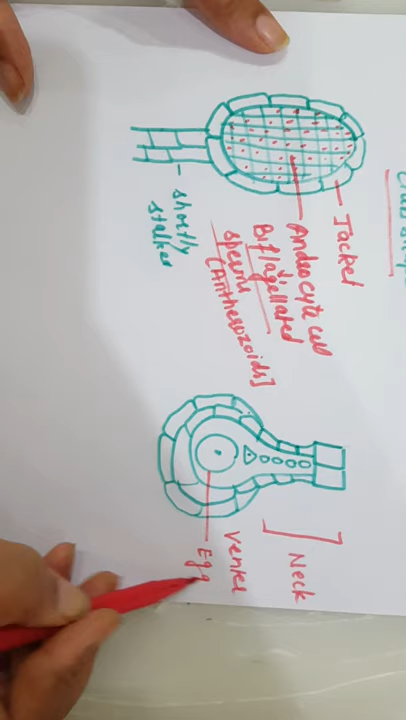 Jacket
Androcyte cell
↓
Biflagellated
sperm
[Antherozoids]
shortly
stalked
Neck
Venter
Egg